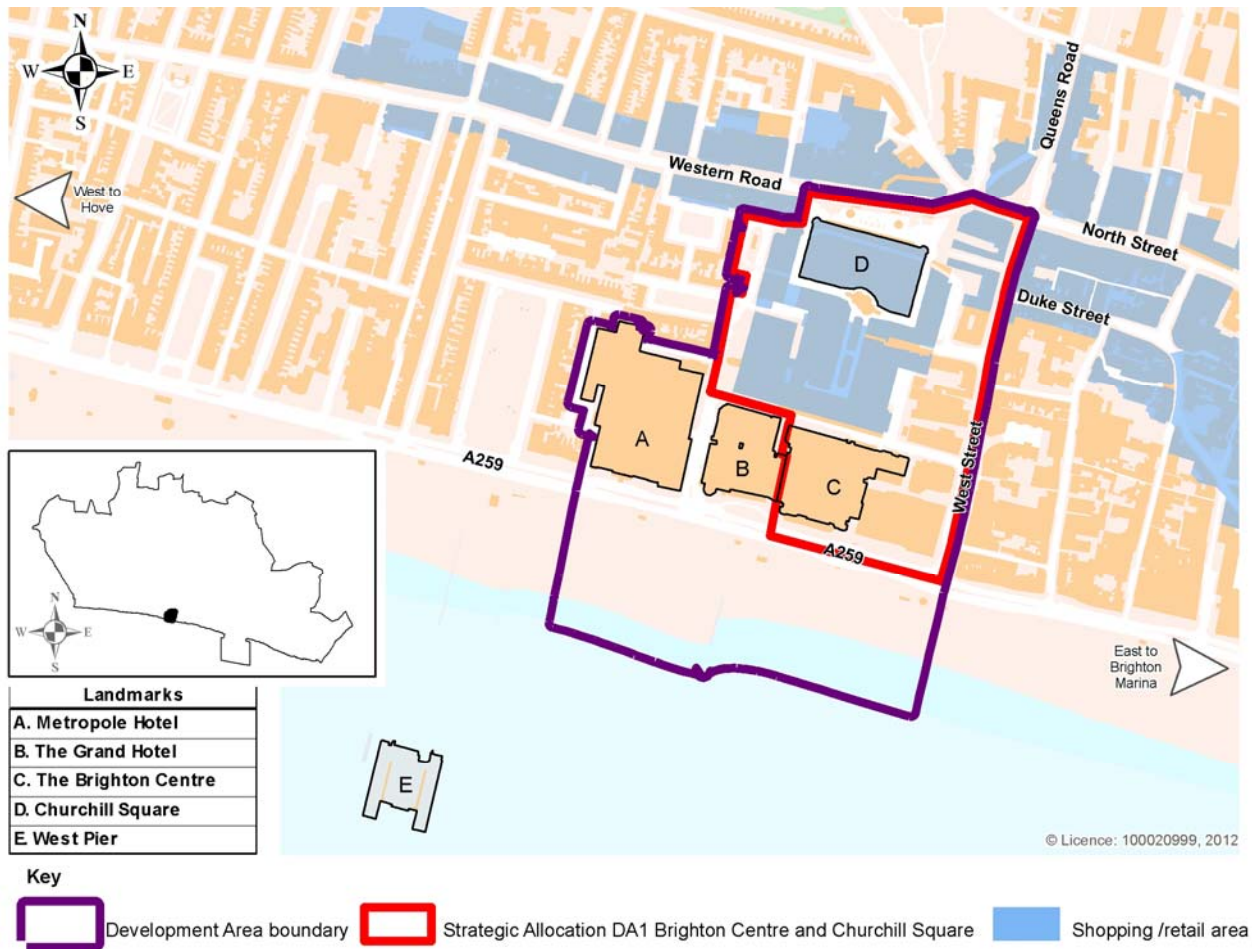 N
W E
S
Queens Road
Western Road
West to
Hove
North Street
D
Duke Street
A
A259
B
C
West Street
A259
N
W E
S
East to
Brighton
Marina
Landmarks
A. Metropole Hotel
B. The Grand Hotel
C. The Brighton Centre
D. Churchill Square
E. West Pier
E
© Licence: 100020999, 2012
Key
Development Area boundary
Strategic Allocation DA1 Brighton Centre and Churchill Square
Shopping /retail area